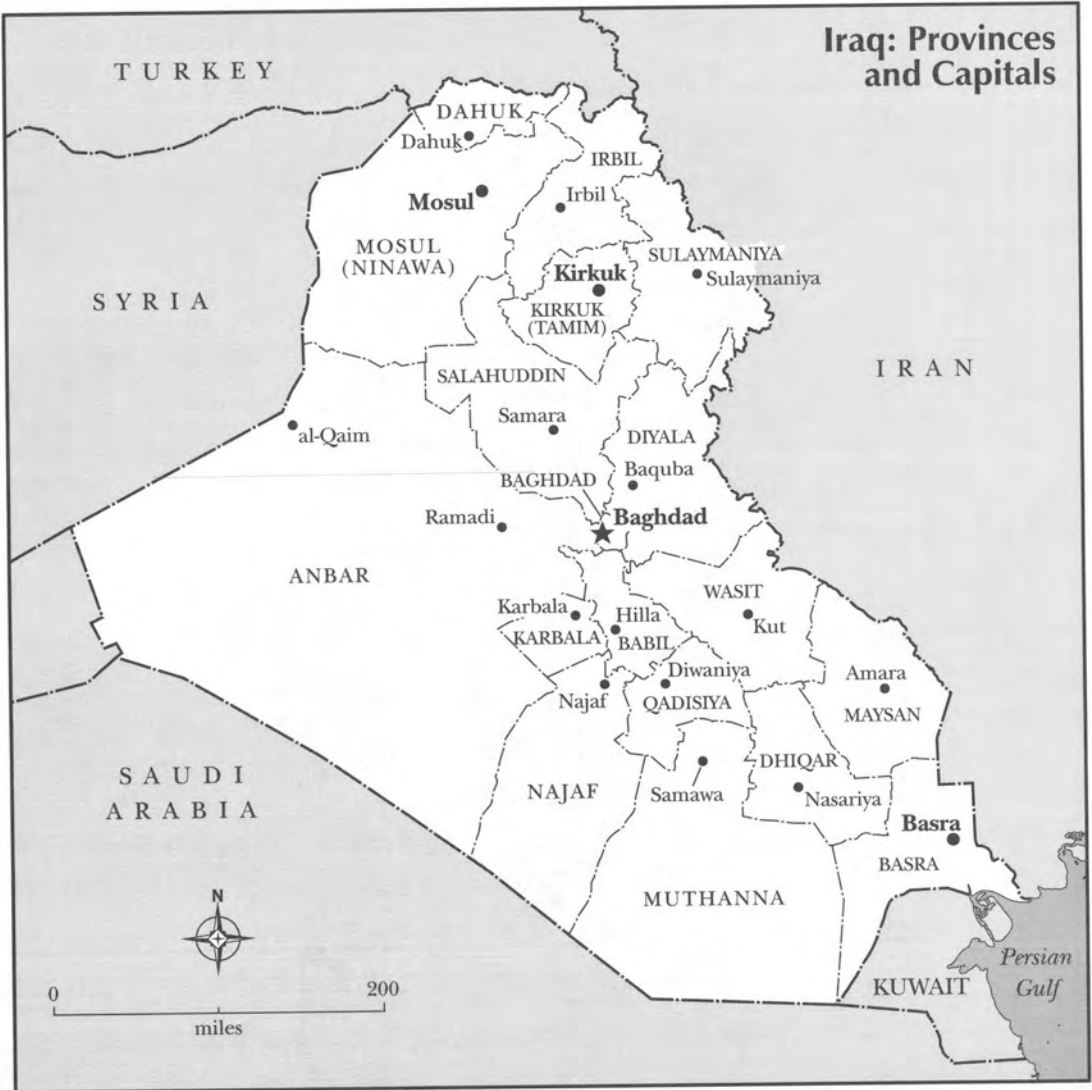 Iraq: Provinces
and Capitals
TURKEY
DAHUK
Dahuk
IRBIL
Mosul
Irbil
MOSUL
(NINAWA)
SULAYMANIYA
Sulaymaniya
Kirkuk
KIRKUK
(TAMIM)
SYRIA
IRAN
SALAHUDDIN
Samara
al-Qaim
DIYALA
Baquba
BAGHDAD
Baghdad
Ramadi
ANBAR
WASIT
Kut
Karbala
KARBALA
Hilla
BABIL
Diwaniya
QADISIYA
Najaf
Amara
MAYSAN
SAUDI
ARABIA
NAJAF
Samawa
DHIQAR
Nasariya
Basra
BASRA
MUTHANNA
N
KUWAIT
Persian
Gulf
0 200
miles